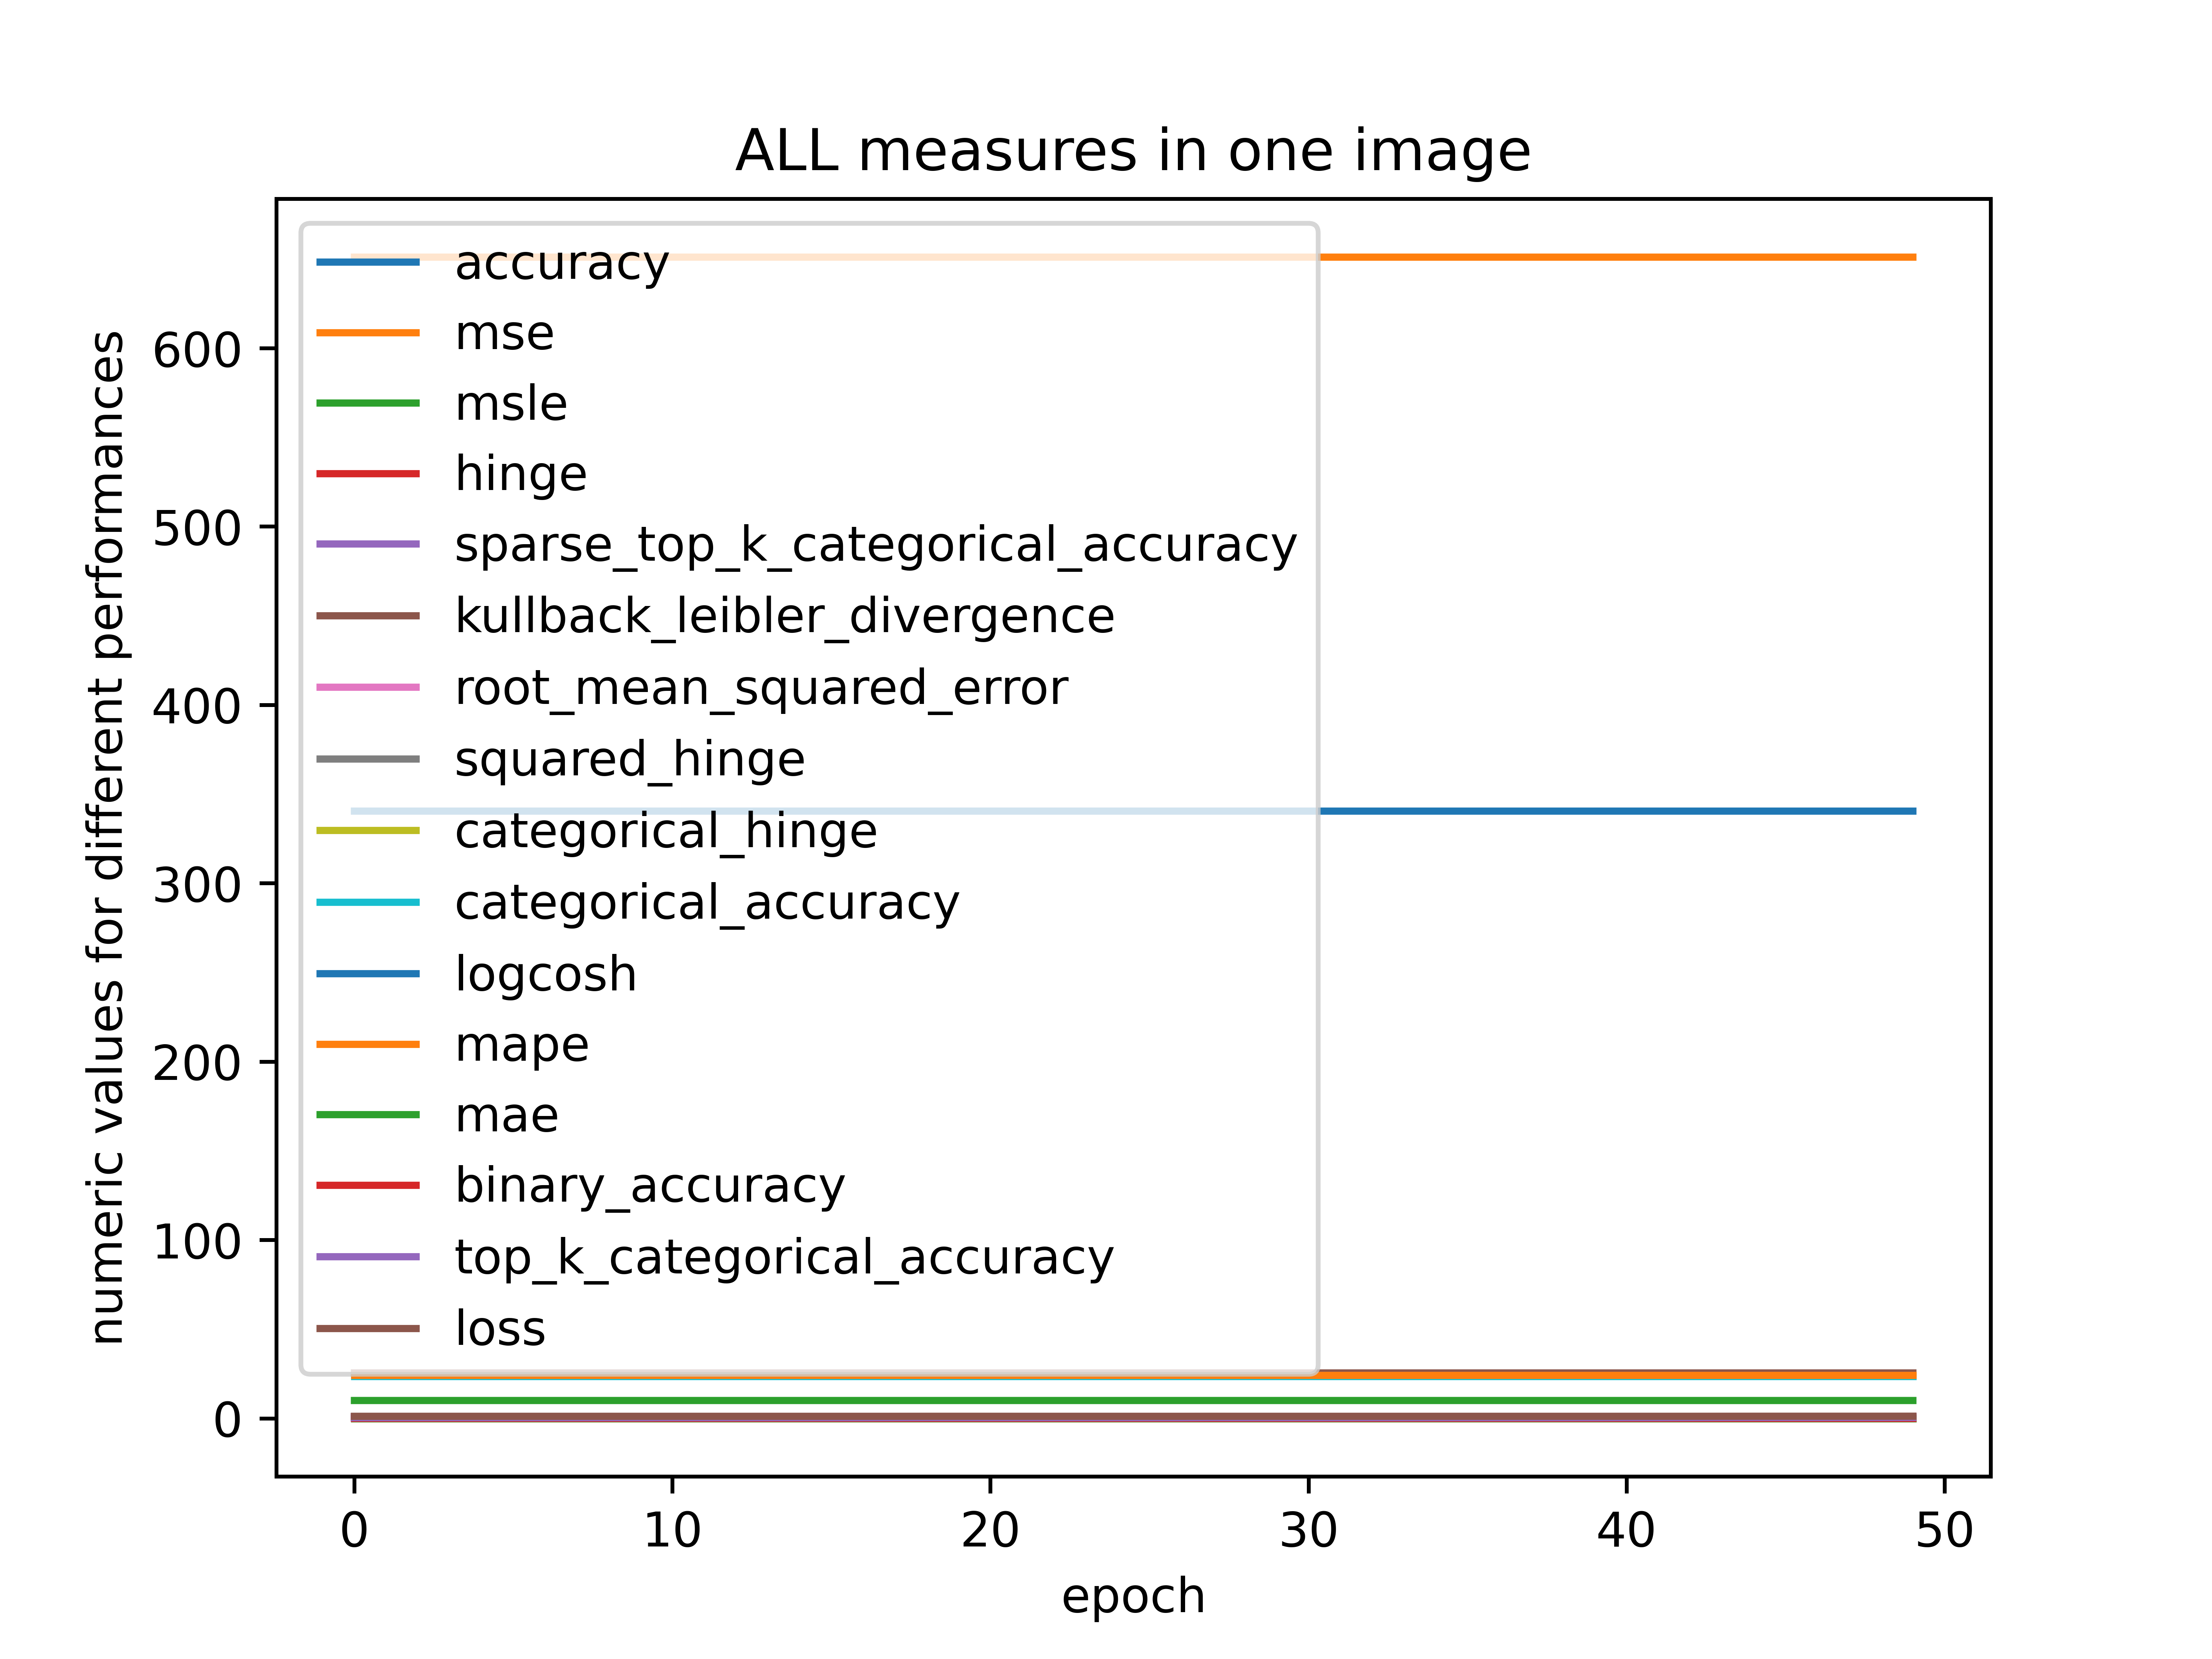 ALL measures in one image
numeric values for different performances
600
500
400
300
200
100
0
accuracy
mse
msle
hinge
sparse_top_k_categorical_accuracy
kullback_leibler_divergence
root_mean_squared_error
squared_hinge
categorical_hinge
categorical_accuracy
logcosh
mape
mae
binary_accuracy
top_k_categorical_accuracy
loss
0 10 20 30 40 50
epoch